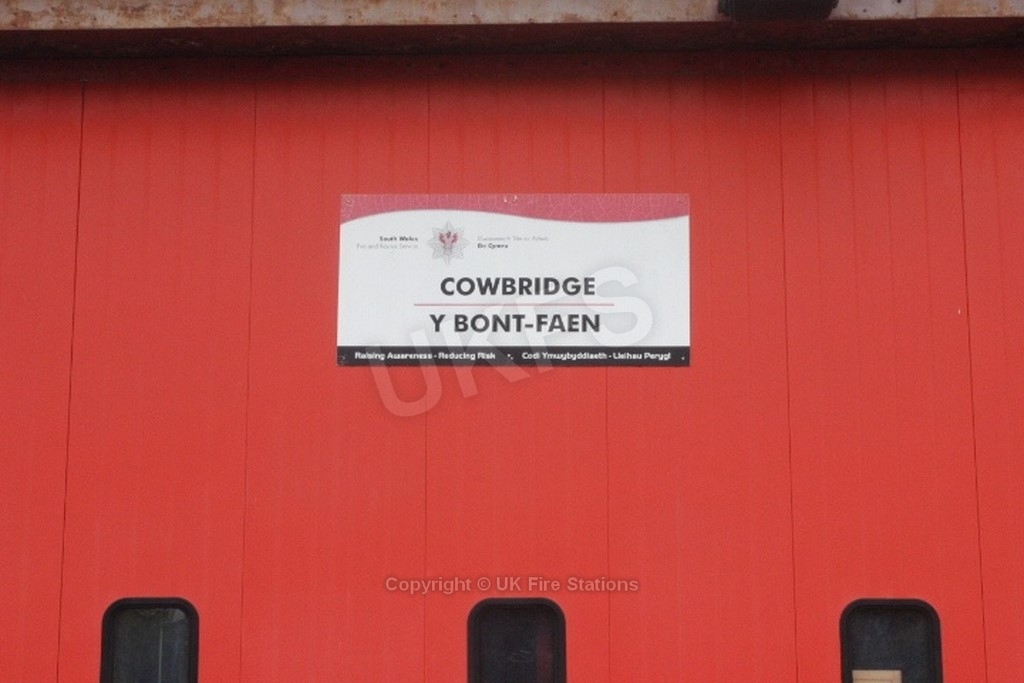 South Wales
Fire and Rescue Service
Gwasanaeth Tân ac Achub
De Cymru
COWBRIDGE
Y BONT-FAEN
Raising Awareness - Reducing Risk • Codi Ymwybyddiaeth - Lleihau Perygl
UKFS
Copyright © UK Fire Stations